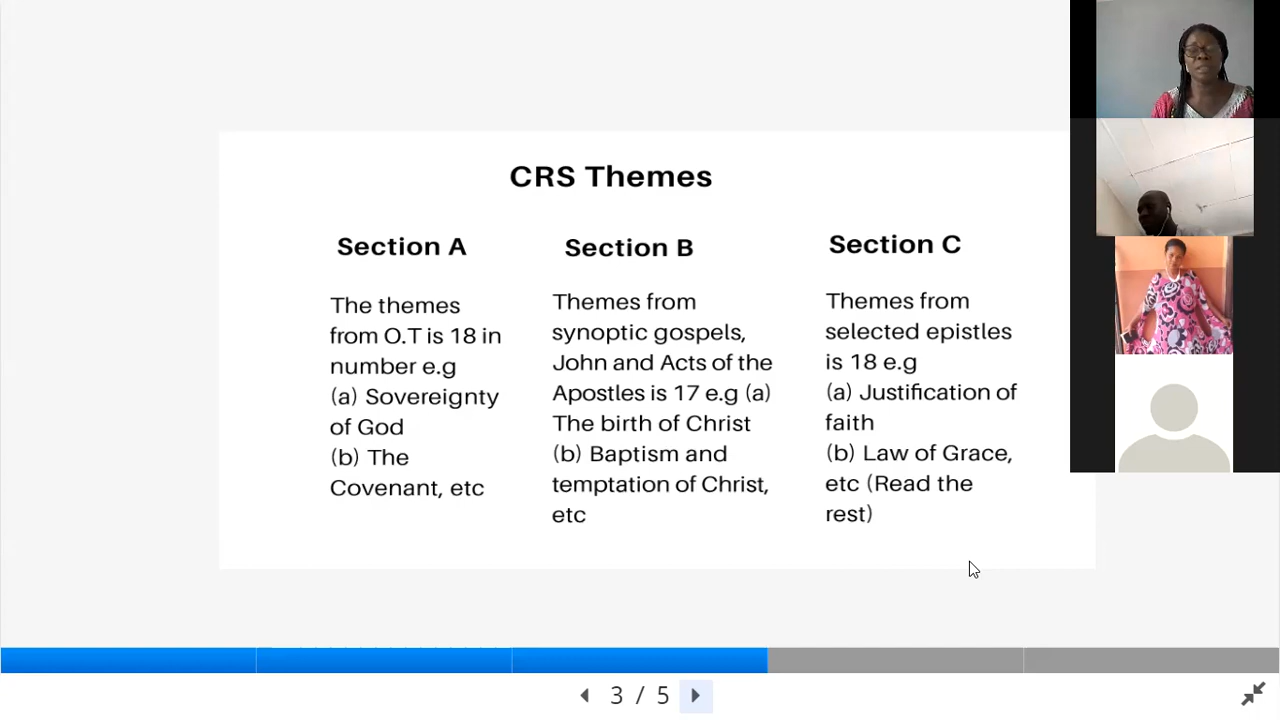 CRS Themes
Section A
The themes
from O.T is 18 in
number e.g
(a) Sovereignty
of God
(b) The
Covenant, etc
Section B
Themes from
synoptic gospels,
John and Acts of the
Apostles is 17 e.g (a)
The birth of Christ
(b) Baptism and
temptation of Christ,
etc
Section C
Themes from
selected epistles
is 18 e.g
(a) Justification of
faith
(b) Law of Grace,
etc (Read the
rest)
3 / 5